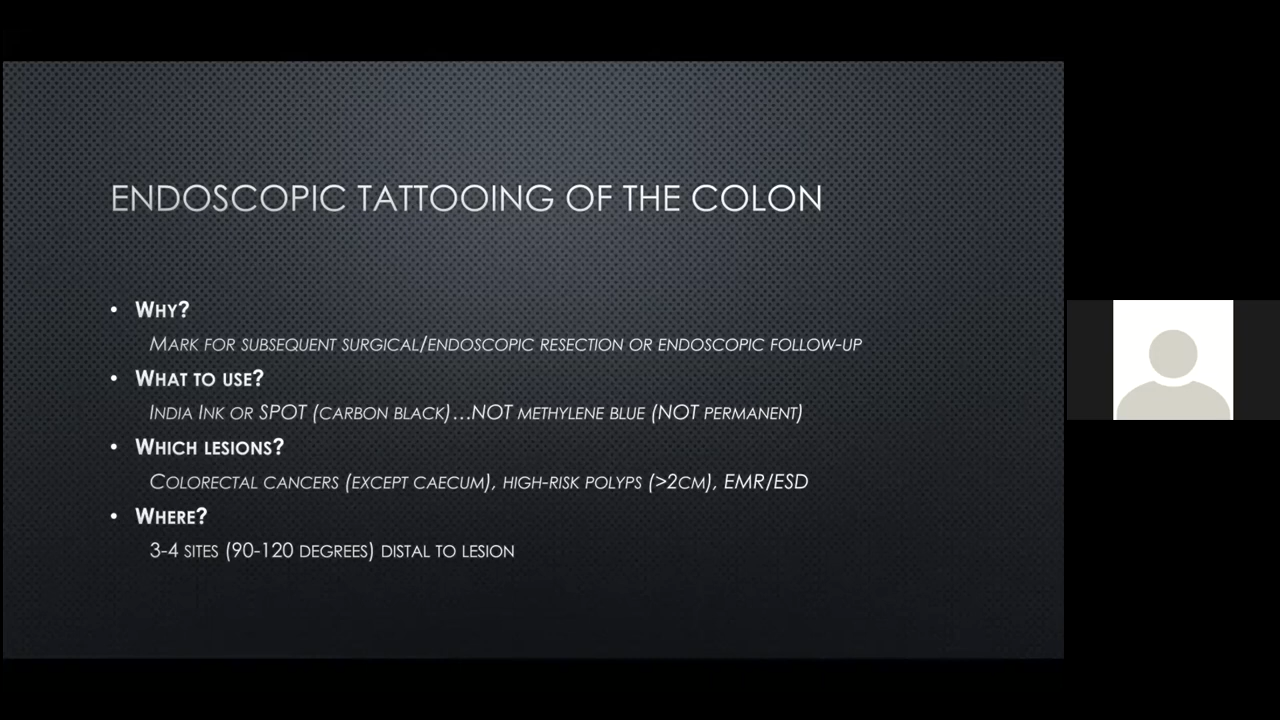 ENDOSCOPIC TATTOOING OF THE COLON
• WHY?
MARK FOR SUBSEQUENT SURGICAL/ENDOSCOPIC RESECTION OR ENDOSCOPIC FOLLOW-UP
• WHAT TO USE?
INDIA INK OR SPOT (CARBON BLACK)...NOT METHYLENE BLUE (NOT PERMANENT)
• WHICH LESIONS?
COLORECTAL CANCERS (EXCEPT CAECUM), HIGH-RISK POLYPS (>2CM), EMR/ESD
• WHERE?
3-4 SITES (90-120 DEGREES) DISTAL TO LESION